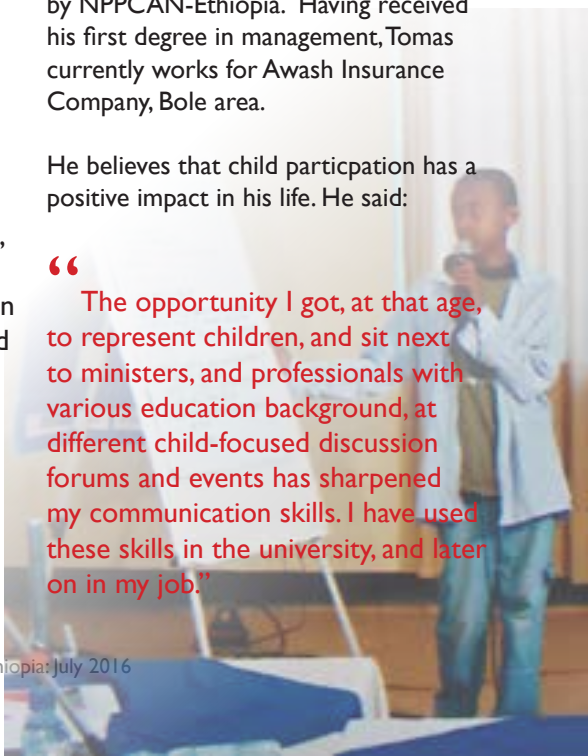 by NPPCAN-Ethiopia.  Having received
his first degree in management, Tomas
currently works for Awash Insurance
Company, Bole area.

He believes that child particpation has a
positive impact in his life. He said:

“
The opportunity I got, at that age,
to represent children, and sit next
to ministers, and professionals with
various education background, at
different child-focused discussion
forums and events has sharpened
my communication skills. I have used
these skills in the university, and later
on in my job.”

: July 2016